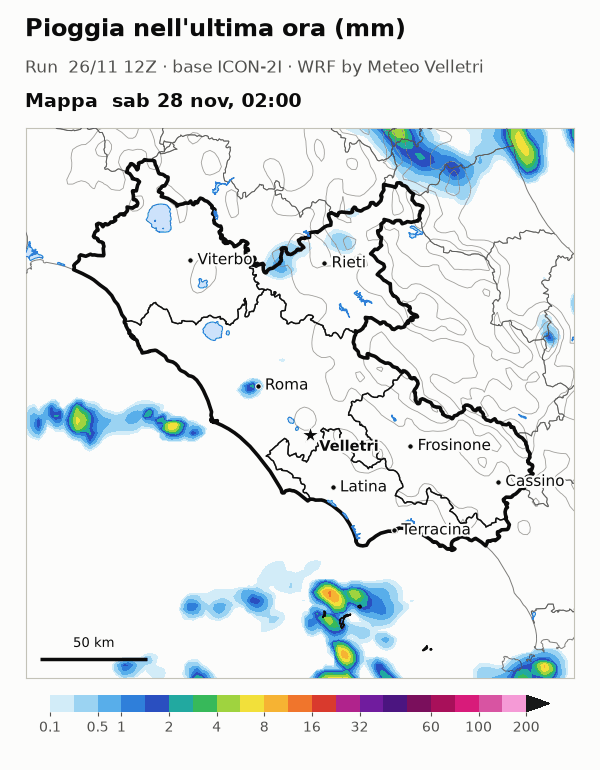 Pioggia nell'ultima ora (mm)
Run  26/11 12Z · base ICON-2I · WRF by Meteo Velletri
Mappa  sab 28 nov, 02:00
Viterbo
Rieti
Roma
Velletri
Frosinone
Latina
Cassino
Terracina
50 km
0.1 0.5 1 2 4 8 16 32 60 100 200